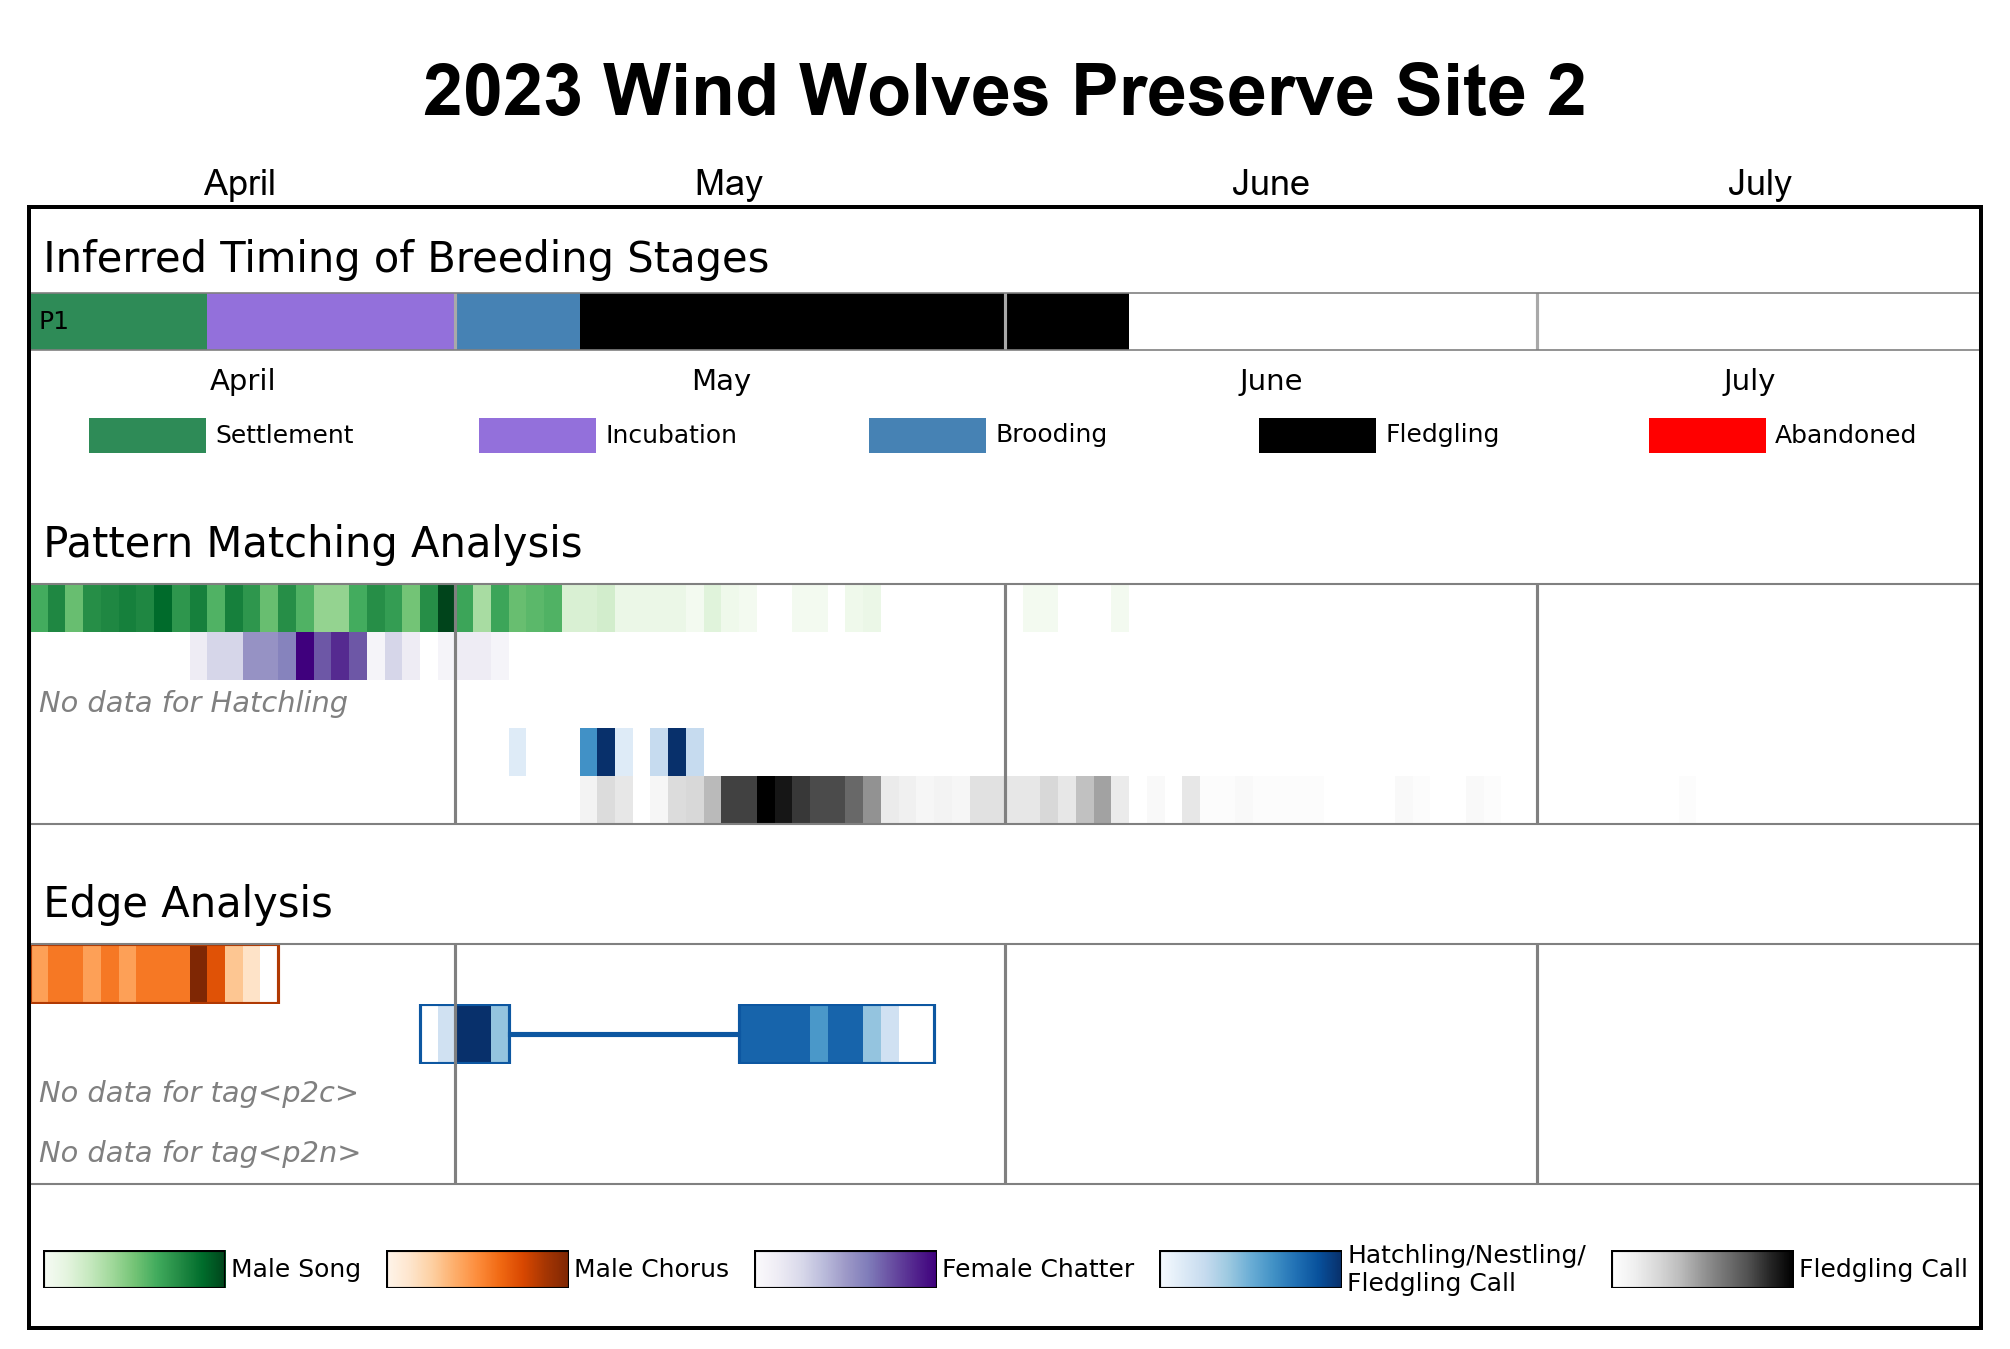 2023 Wind Wolves Preserve Site 2
April May June July
Inferred Timing of Breeding Stages
P1
April May June July
Settlement Incubation Brooding Fledgling Abandoned
Pattern Matching Analysis
No data for Hatchling
Edge Analysis
No data for tag<p2c>
No data for tag<p2n>
Male Song Male Chorus Female Chatter Hatchling/Nestling/ Fledgling Call
Fledgling Call